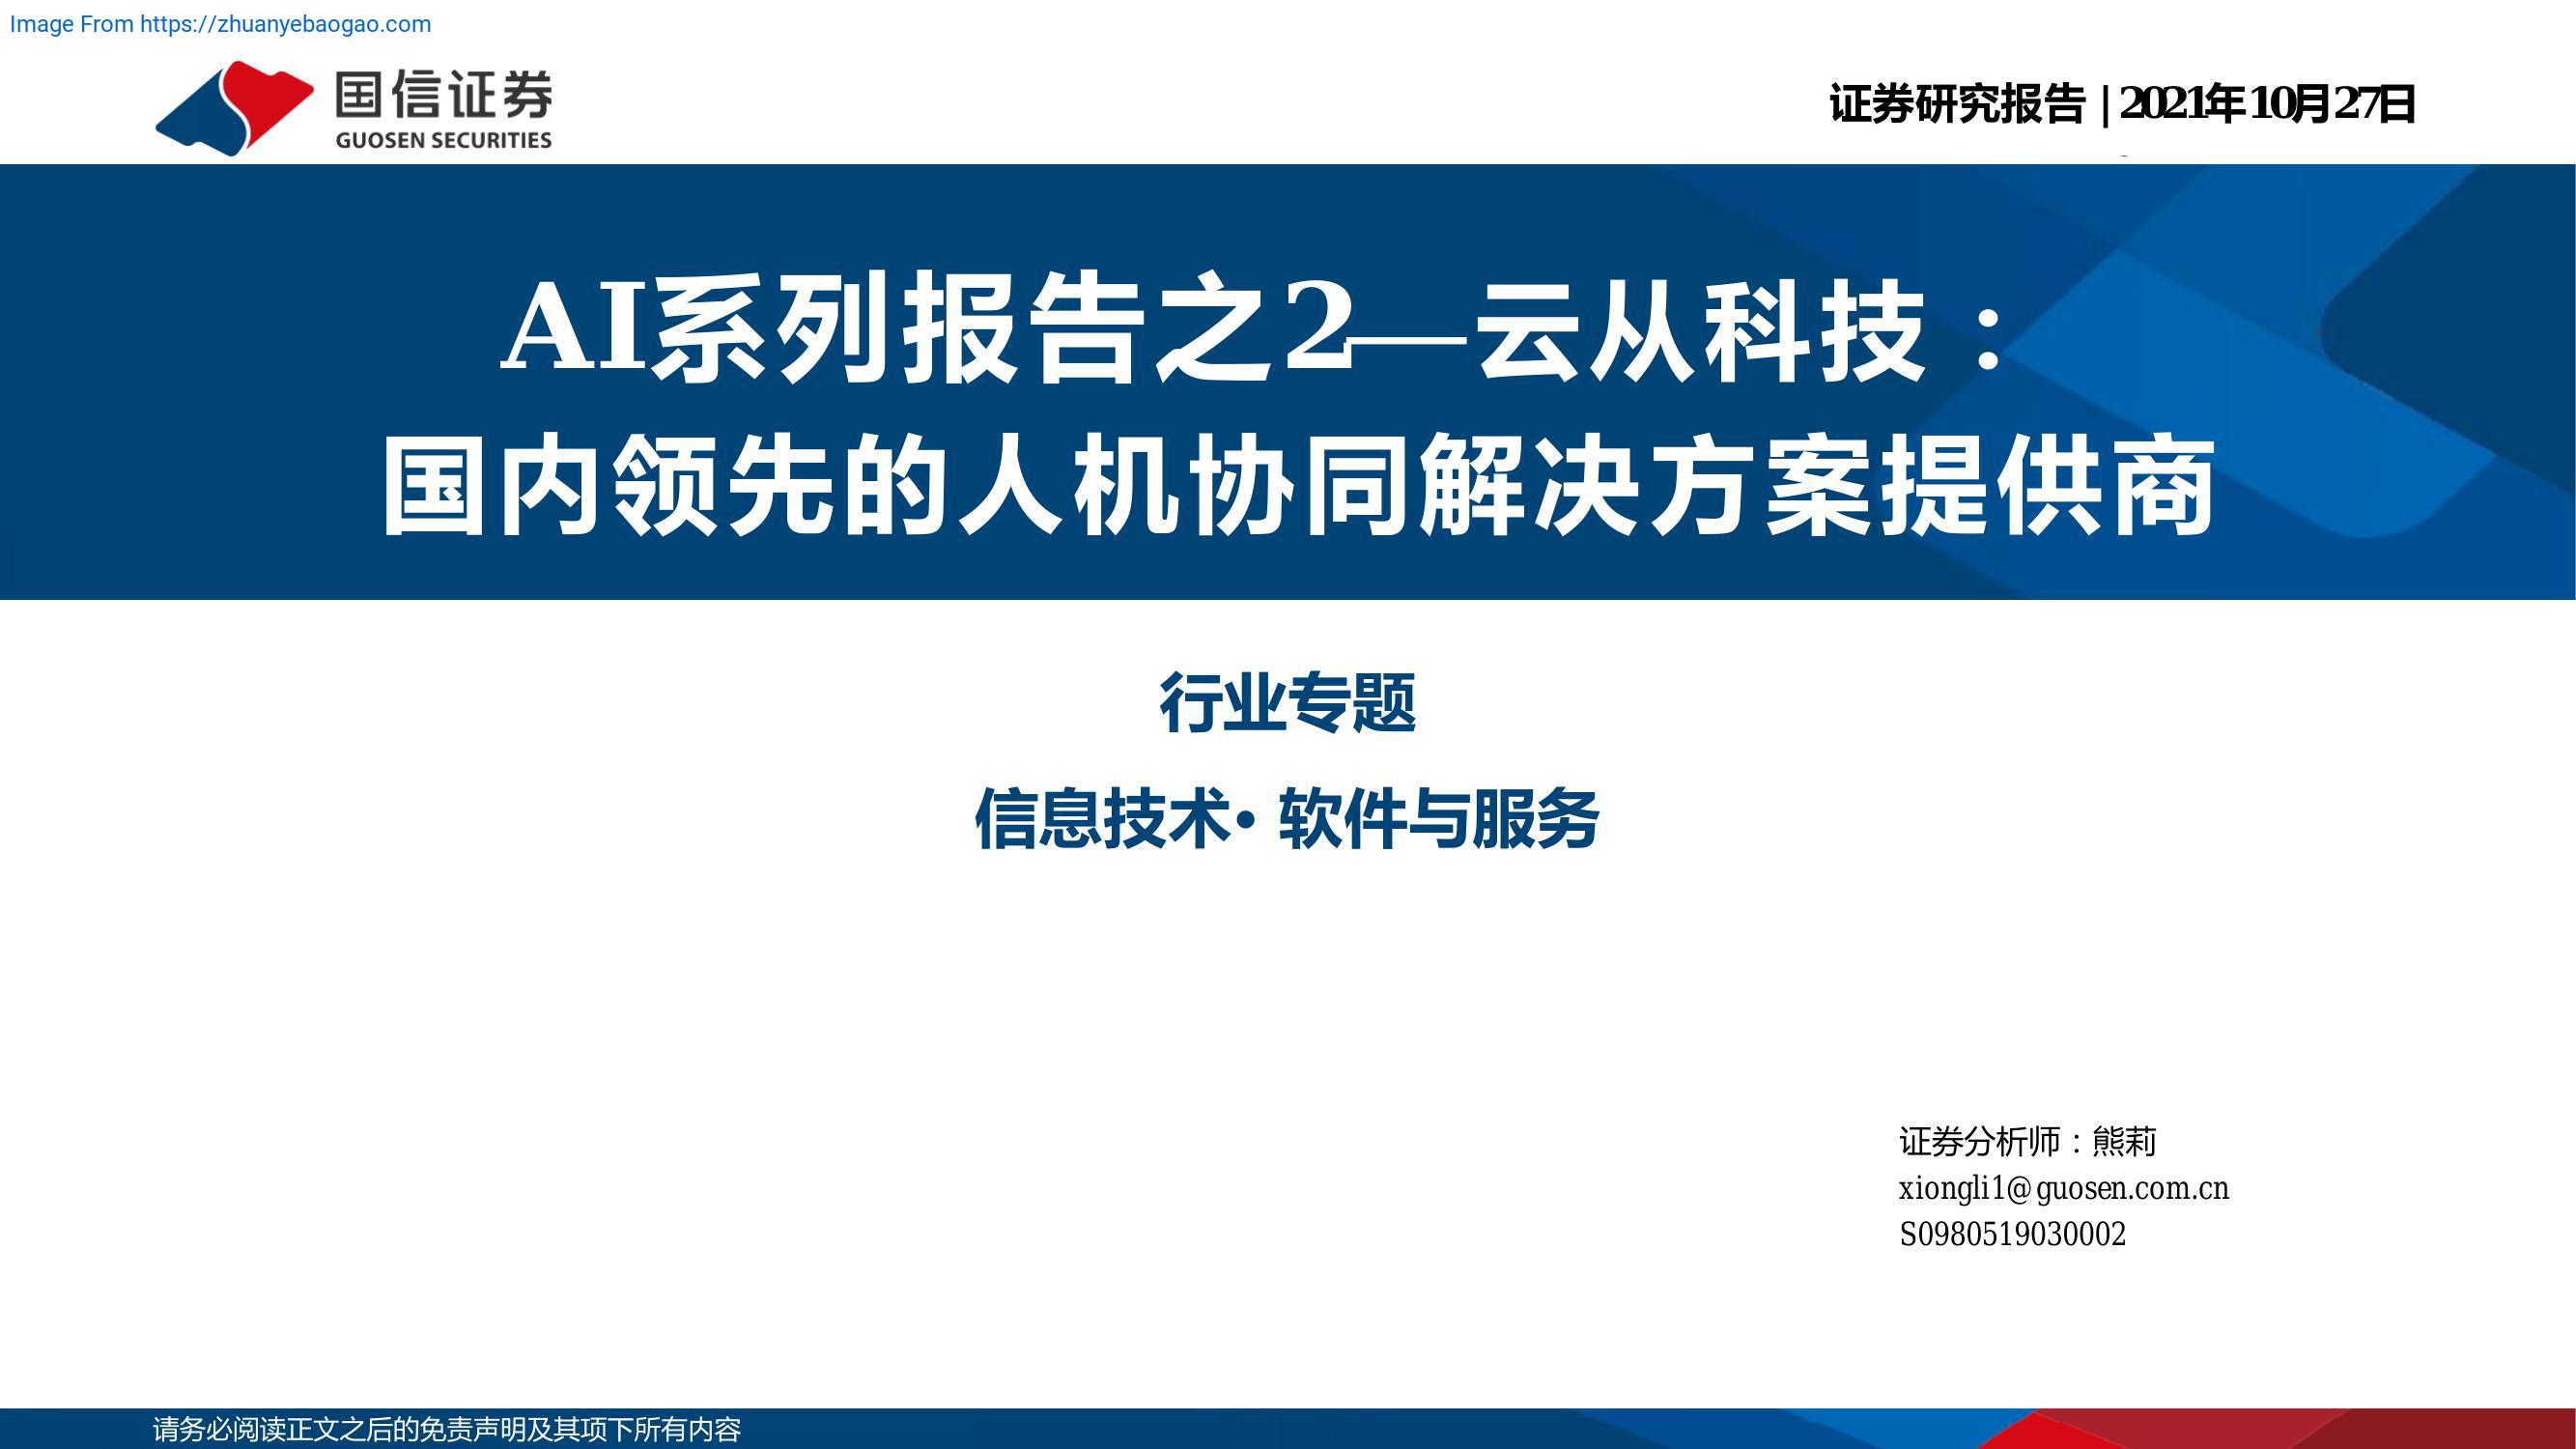 Image From https://zhuanyebaogao.com
国信证券
GUOSEN SECURITIES
证券研究报告 | 2021年10月27日
AI系列报告之2—云从科技：
国内领先的人机协同解决方案提供商
行业专题
信息技术• 软件与服务
证券分析师：熊莉
xiongli1@guosen.com.cn
S0980519030002
请务必阅读正文之后的免责声明及其项下所有内容